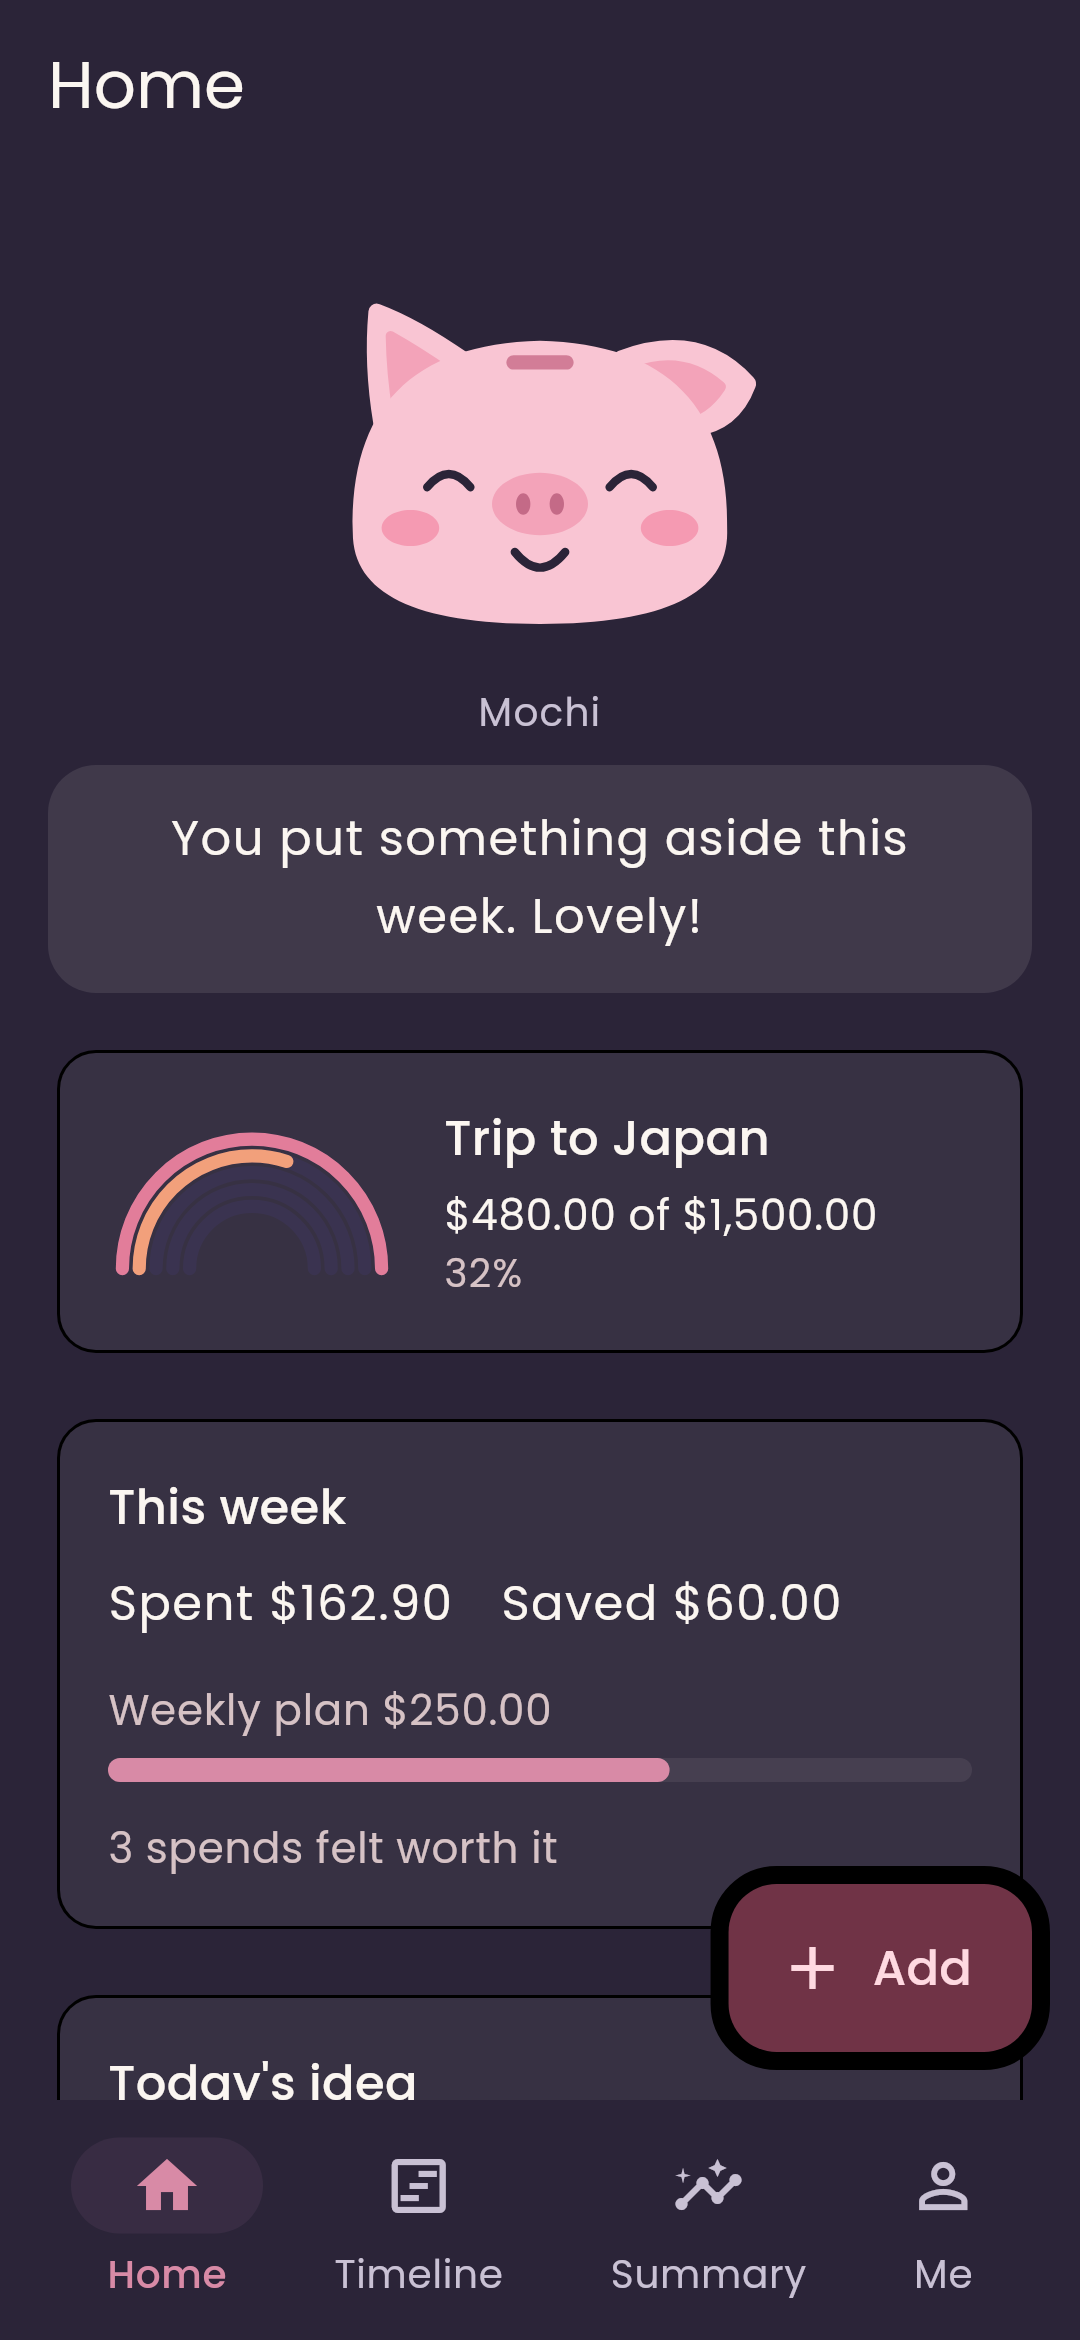 Home
Mochi
You put something aside this
week. Lovely!
Trip to Japan
$480.00 of $1,500.00
32%
This week
Spent $162.90 Saved $60.00
Weekly plan $250.00
3 spends felt worth it
Add
Today's idea
Home Timeline Summary Me